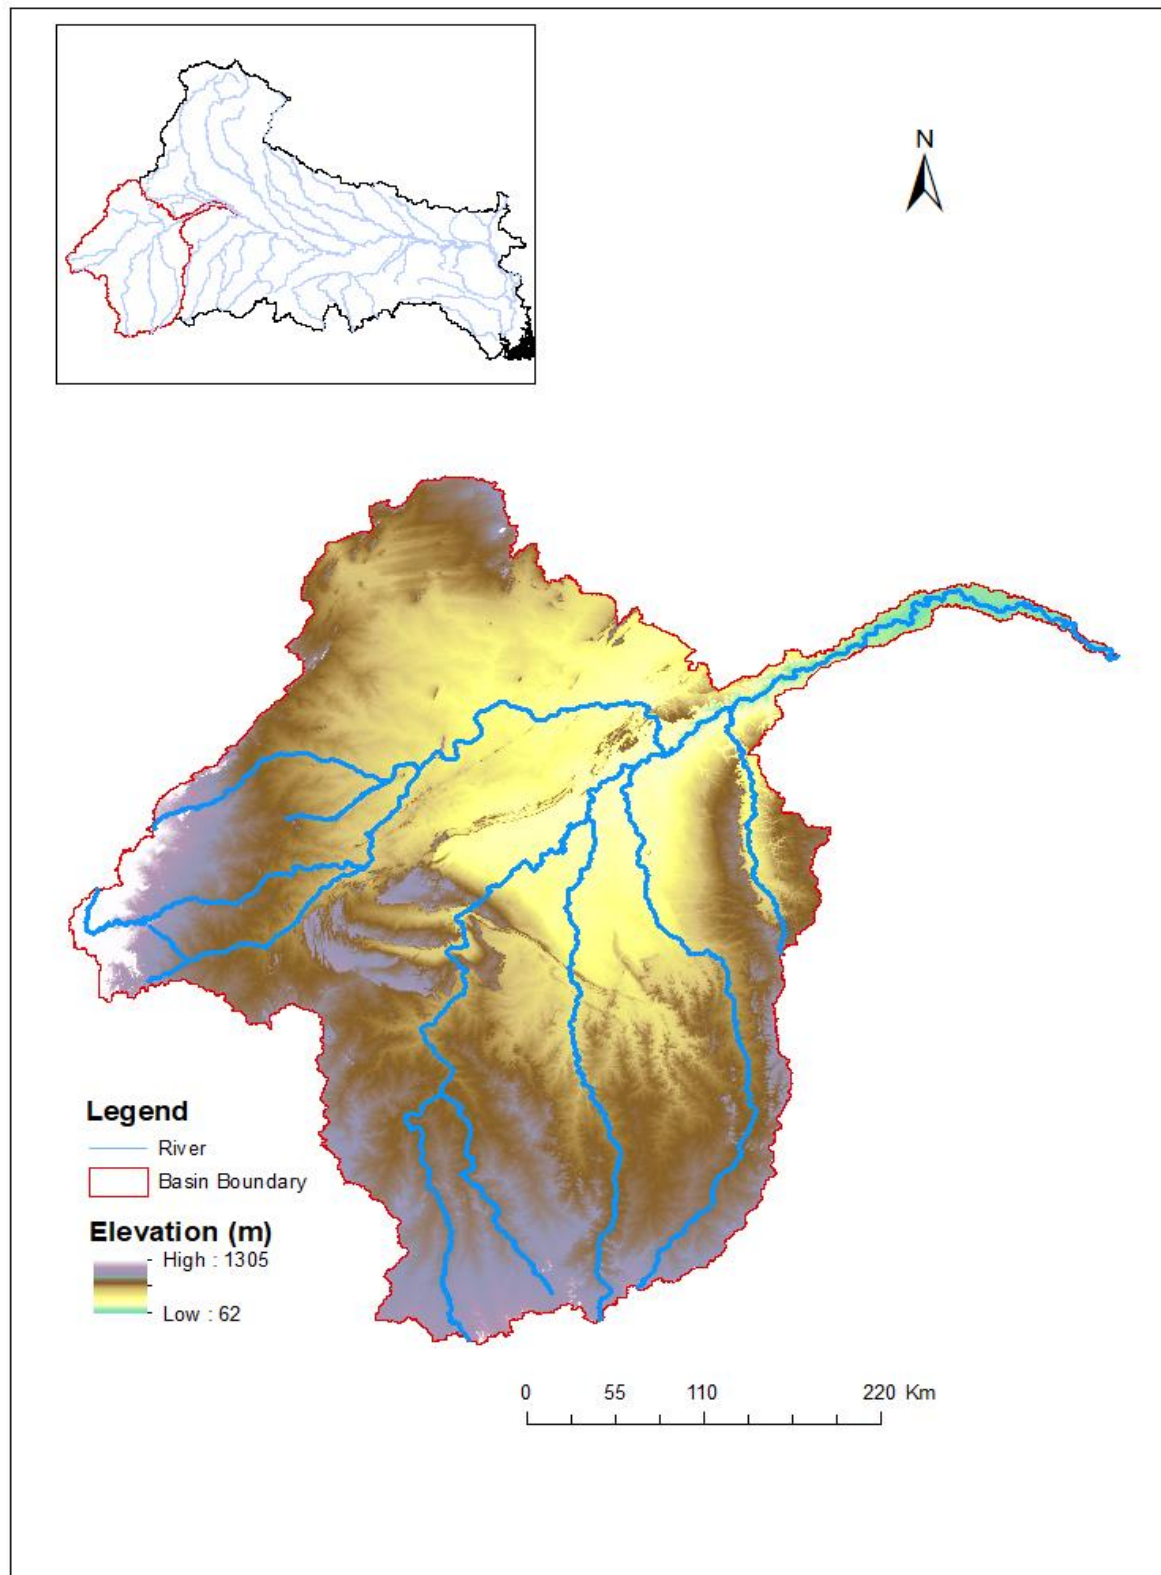 N
Legend
River
Basin Boundary
Elevation (m)
High : 1305
Low : 62
0 55 110 220 Km